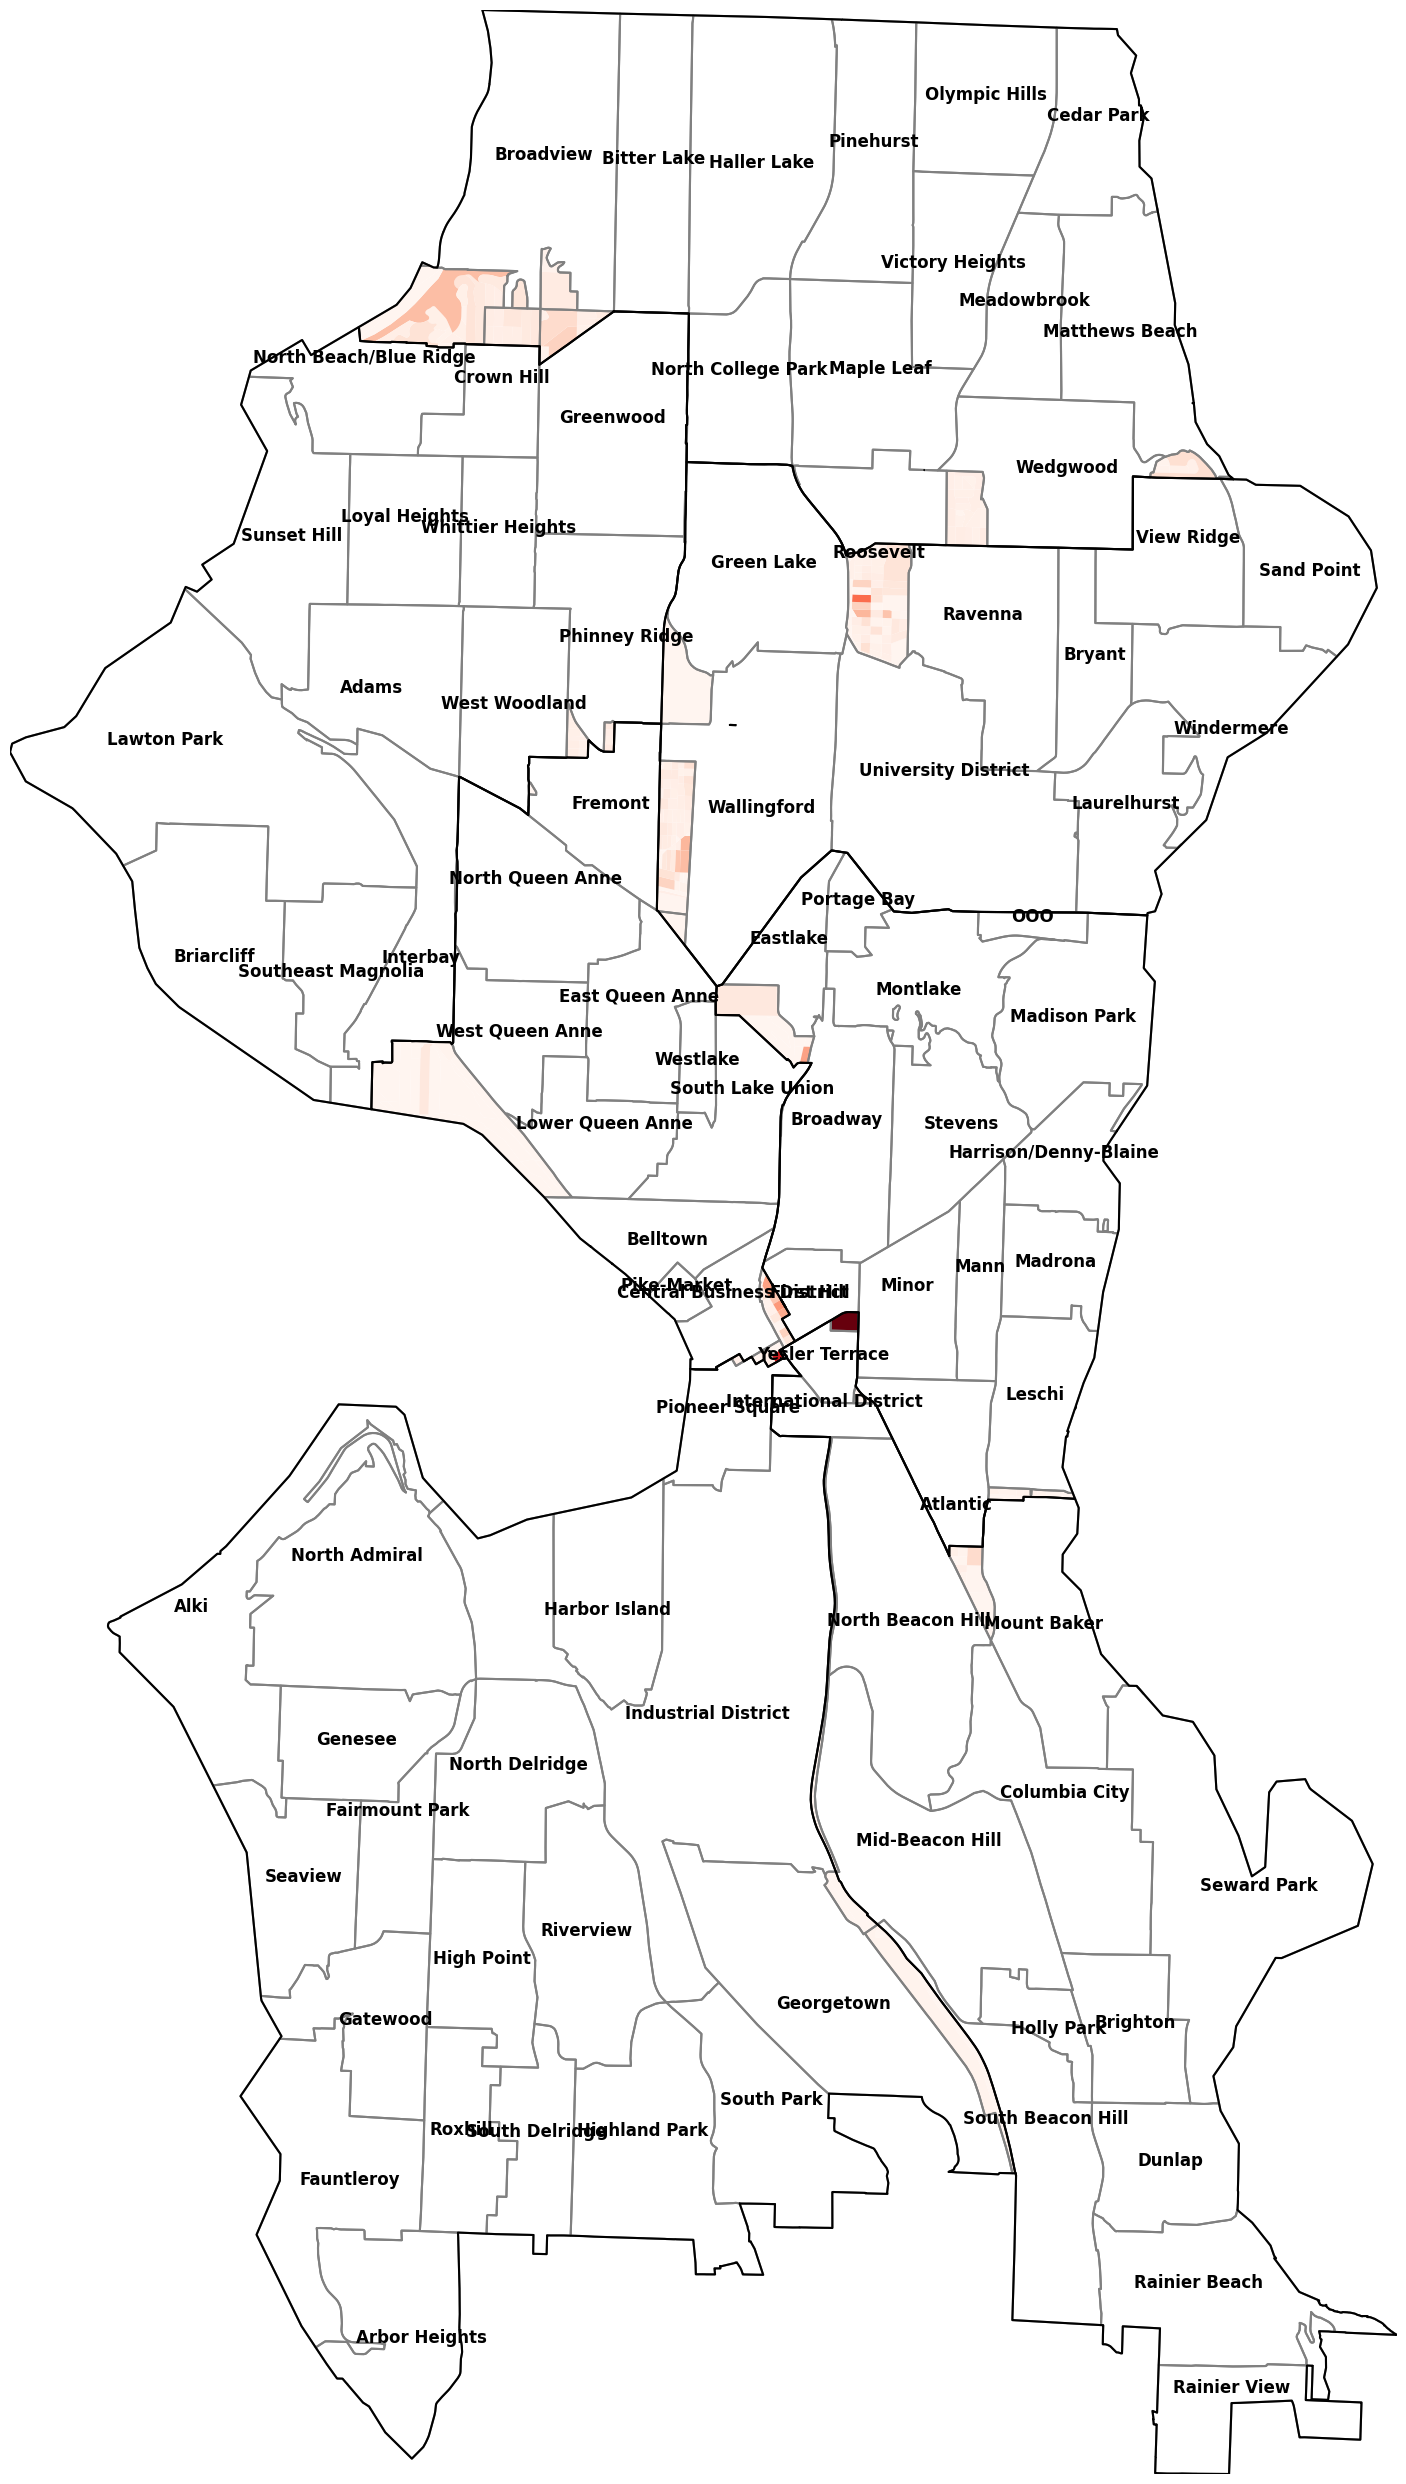 Olympic Hills
Cedar Park
Pinehurst
Broadview
Bitter Lake
Haller Lake
Victory Heights
Meadowbrook
Matthews Beach
North Beach/Blue Ridge
North College Park
Maple Leaf
Crown Hill
Greenwood
Wedgwood
Loyal Heights
Whittier Heights
Sunset Hill
View Ridge
Roosevelt
Green Lake
Sand Point
Ravenna
Phinney Ridge
Bryant
Adams
West Woodland
Windermere
Lawton Park
University District
Fremont
Wallingford
Laurelhurst
North Queen Anne
Portage Bay
OOO
Eastlake
Briarcliff
Interbay
Southeast Magnolia
Montlake
East Queen Anne
Madison Park
West Queen Anne
Westlake
South Lake Union
Broadway
Lower Queen Anne
Stevens
Harrison/Denny-Blaine
Belltown
Madrona
Mann
Pike-Market
Minor
Central Business District
First Hill
Yesler Terrace
Leschi
International District
Pioneer Square
Atlantic
North Admiral
Alki
Harbor Island
North Beacon Hill
Mount Baker
Industrial District
Genesee
North Delridge
Columbia City
Fairmount Park
Mid-Beacon Hill
Seaview
Seward Park
Riverview
High Point
Georgetown
Gatewood
Holly Park
Brighton
South Park
South Beacon Hill
Roxhill
South Delridge
Highland Park
Dunlap
Fauntleroy
Rainier Beach
Arbor Heights
Rainier View